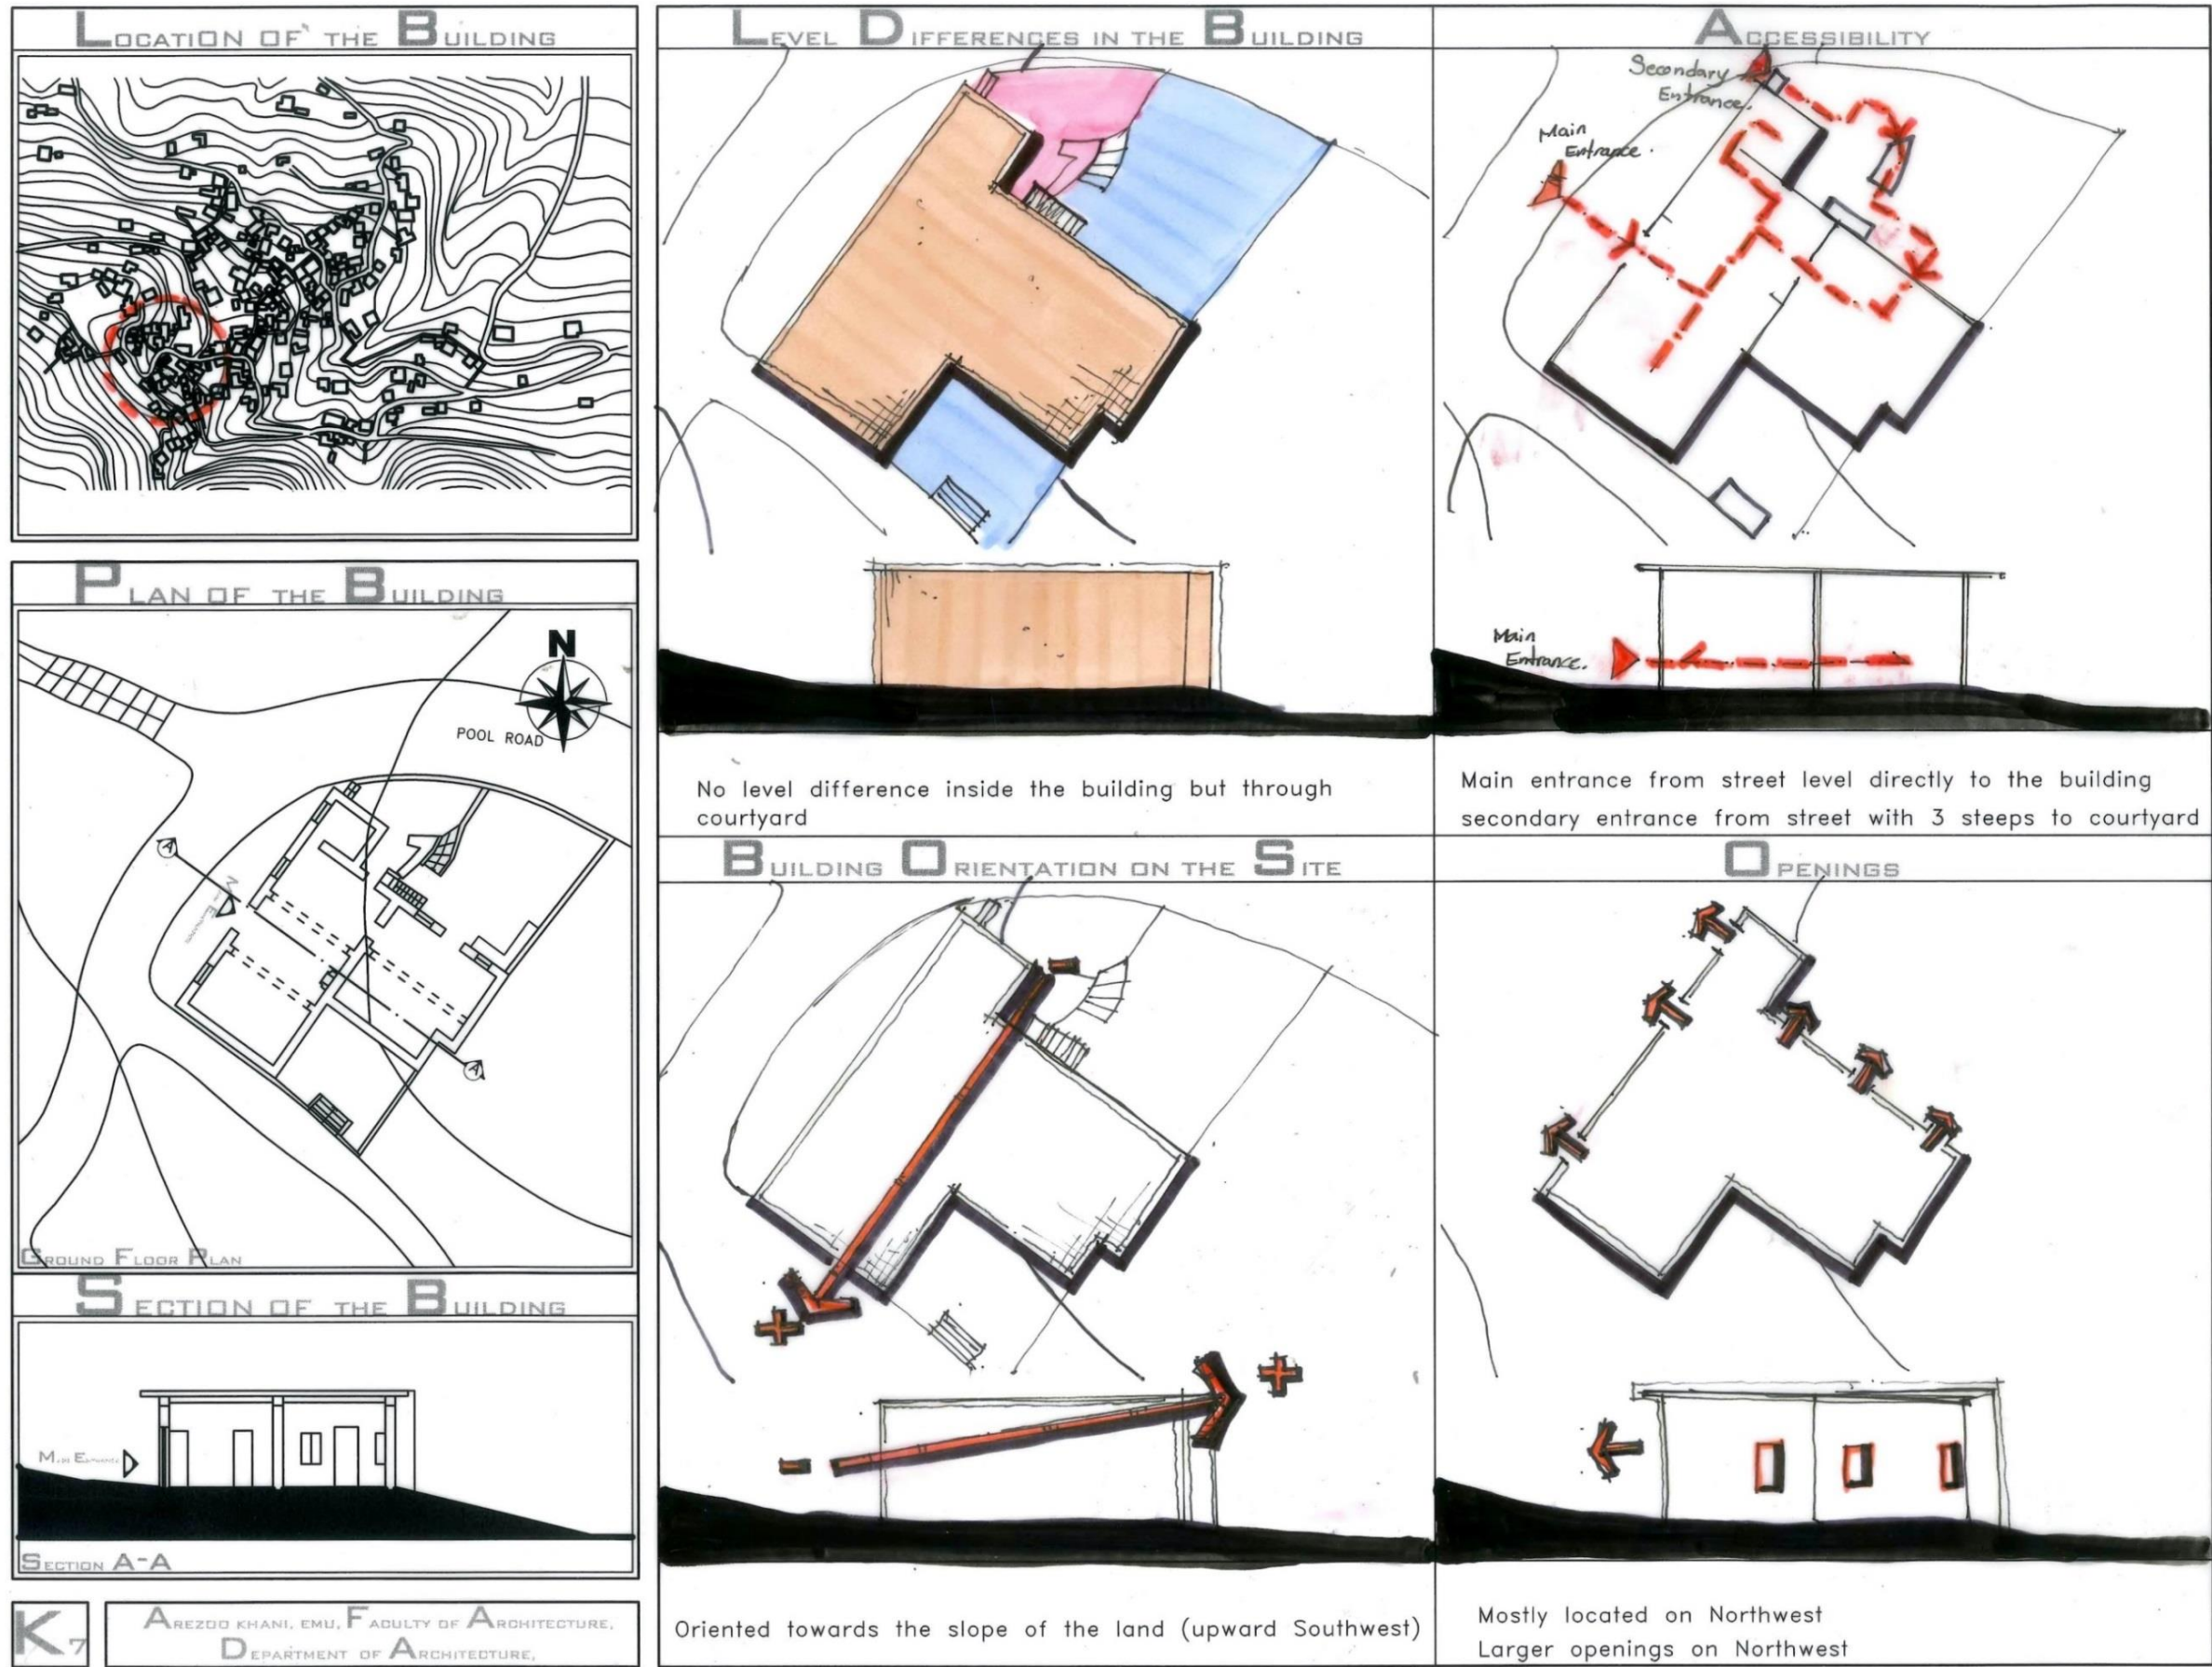 LOCATION OF THE BUILDING
PLAN OF THE BUILDING
N
POOL ROAD
A
Main Entrance
A
GROUND FLOOR PLAN
SECTION OF THE BUILDING
Main Entrance
SECTION A-A
K7
AREZOO KHANI, EMU, FACULTY OF ARCHITECTURE,
DEPARTMENT OF ARCHITECTURE,
LEVEL DIFFERENCES IN THE BUILDING
No level difference inside the building but through
courtyard
ACCESSIBILITY
Secondary
Entrance.
Main
Entrance.
Main
Entrance.
Main entrance from street level directly to the building
secondary entrance from street with 3 steeps to courtyard
BUILDING ORIENTATION ON THE SITE
Oriented towards the slope of the land (upward Southwest)
OPENINGS
Mostly located on Northwest
Larger openings on Northwest